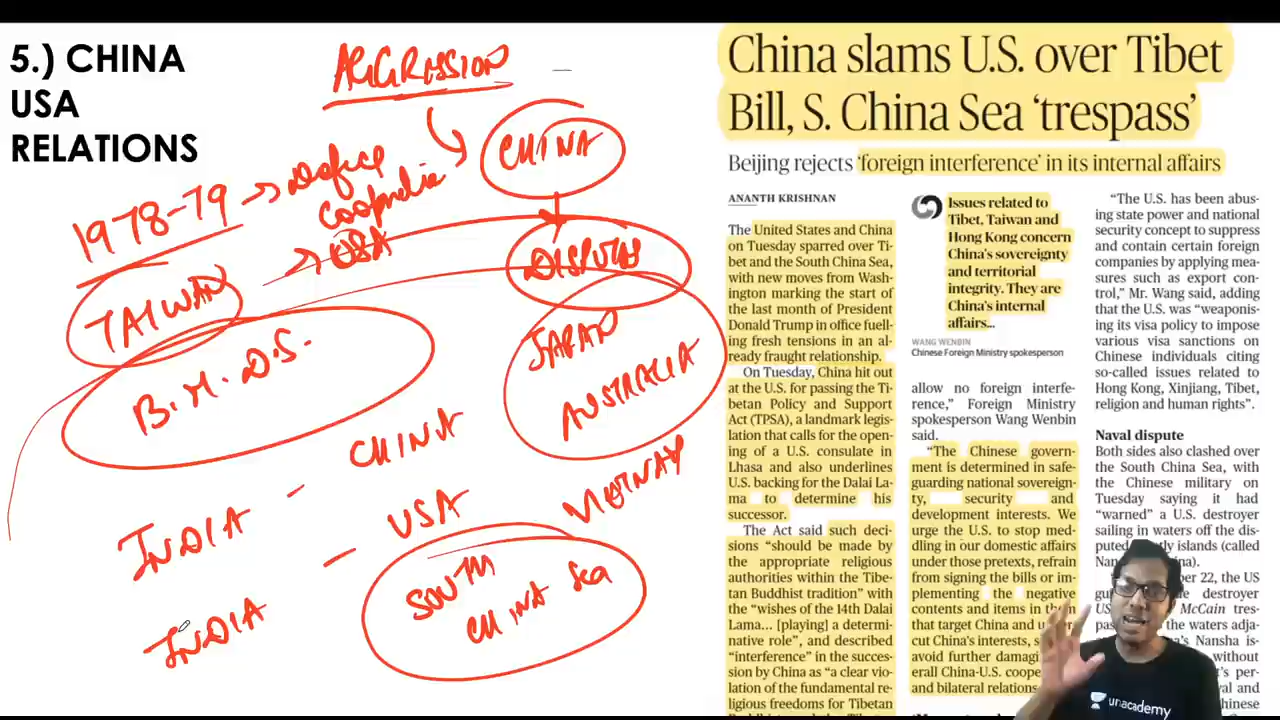 5.) CHINA
USA
RELATIONS
AGGRESSION
CHINA
1978-79
USA
TAIWAN
DISPUTES
B.M.D.S.
JAPAN
AUSTRALIA
CHINA
VIETNAM
INDIA - USA
SOUTH
CHINA Sea
INDIA
China slams U.S. over Tibet
Bill, S. China Sea ‘trespass’
Beijing rejects ‘foreign interference’ in its internal affairs
ANANTH KRISHNAN
The United States and China
on Tuesday sparred over Ti-
bet and the South China Sea,
with new moves from Wash-
ington marking the start of
the last month of President
Donald Trump in office fuell-
ing fresh tensions in an al-
ready fraught relationship.
On Tuesday, China hit out
at the U.S. for passing the Ti-
betan Policy and Support
Act (TPSA), a landmark legis-
lation that calls for the open-
ing of a U.S. consulate in
Lhasa and also underlines
U.S. backing for the Dalai La-
ma to determine his
successor.
The Act said such deci-
sions “should be made by
the appropriate religious
authorities within the Tibe-
tan Buddhist tradition” with
the “wishes of the 14th Dalai
Lama... [playing] a determi-
native role”, and described
“interference” in the succes-
sion by China as “a clear vio-
lation of the fundamental re-
ligious freedoms for Tibetan
Issues related to
Tibet, Taiwan and
Hong Kong concern
China’s sovereignty
and territorial
integrity. They are
China’s internal
affairs...
WANG WENBIN
Chinese Foreign Ministry spokesperson
allow no foreign interfe-
rence,” Foreign Ministry
spokesperson Wang Wenbin
said.
“The Chinese govern-
ment is determined in safe-
guarding national sovereign-
ty, security and
development interests. We
urge the U.S. to stop med-
dling in our domestic affairs
under those pretexts, refrain
from signing the bills or im-
plementing the negative
contents and items in them
that target China and
cut China’s interests,
avoid further
erall China-U.S.
and bilateral relations
“The U.S. has been abus-
ing state power and national
security concept to suppress
and contain certain foreign
companies by applying mea-
sures such as export con-
trol,” Mr. Wang said, adding
that the U.S. was “weaponis-
ing its visa policy to impose
various visa sanctions on
Chinese individuals citing
so-called issues related to
Hong Kong, Xinjiang, Tibet,
religion and human rights”.
Naval dispute
Both sides also clashed over
the South China Sea, with
the Chinese military on
Tuesday saying it had
“warned” a U.S. destroyer
sailing in waters off the dis-
islands (called
22, the US
destroyer
McCain tres-
the waters adja-
Nansha is-
without
unacademy